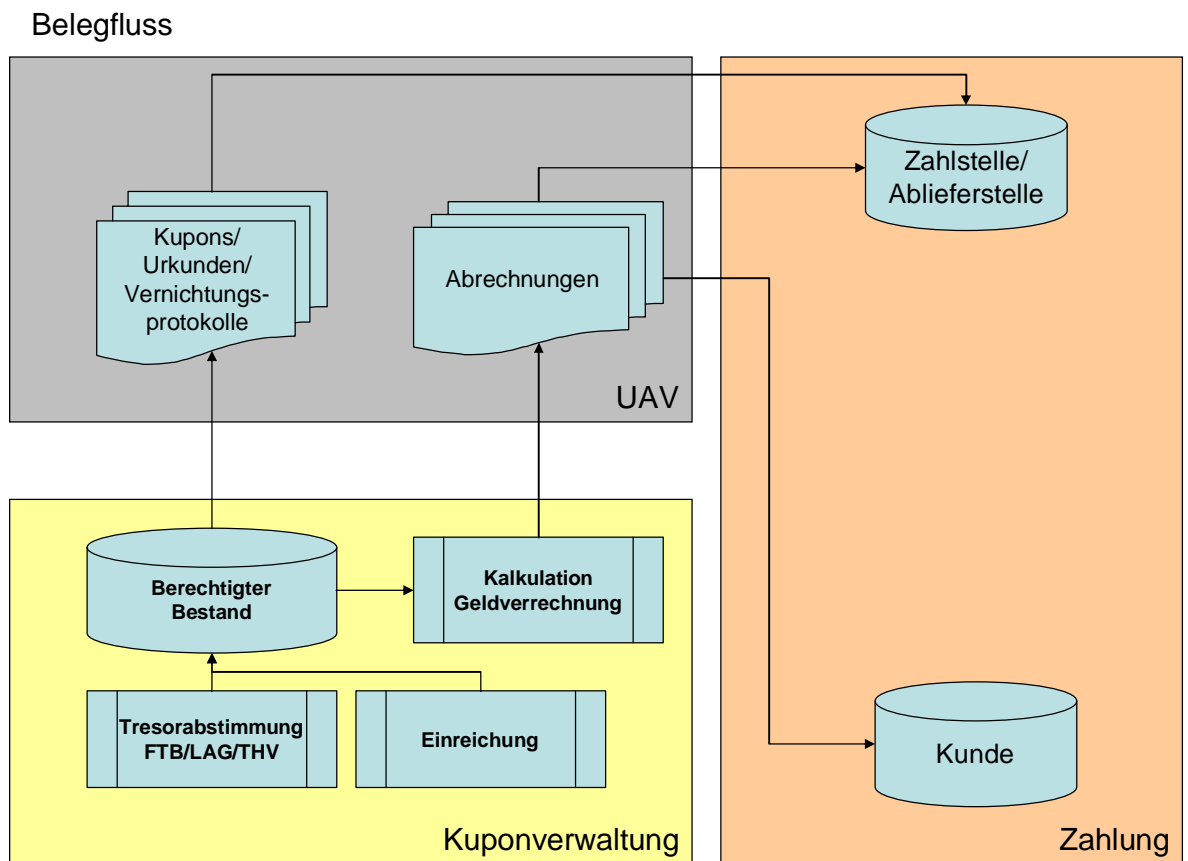 Belegfluss
Zahlstelle/
Ablieferstelle
Kupons/
Urkunden/
Vernichtungs-
protokolle
Abrechnungen
UAV
Berechtigter
Bestand
Kalkulation
Geldverrechnung
Tresorabstimmung
FTB/LAG/THV
Einreichung
Kunde
Kuponverwaltung
Zahlung